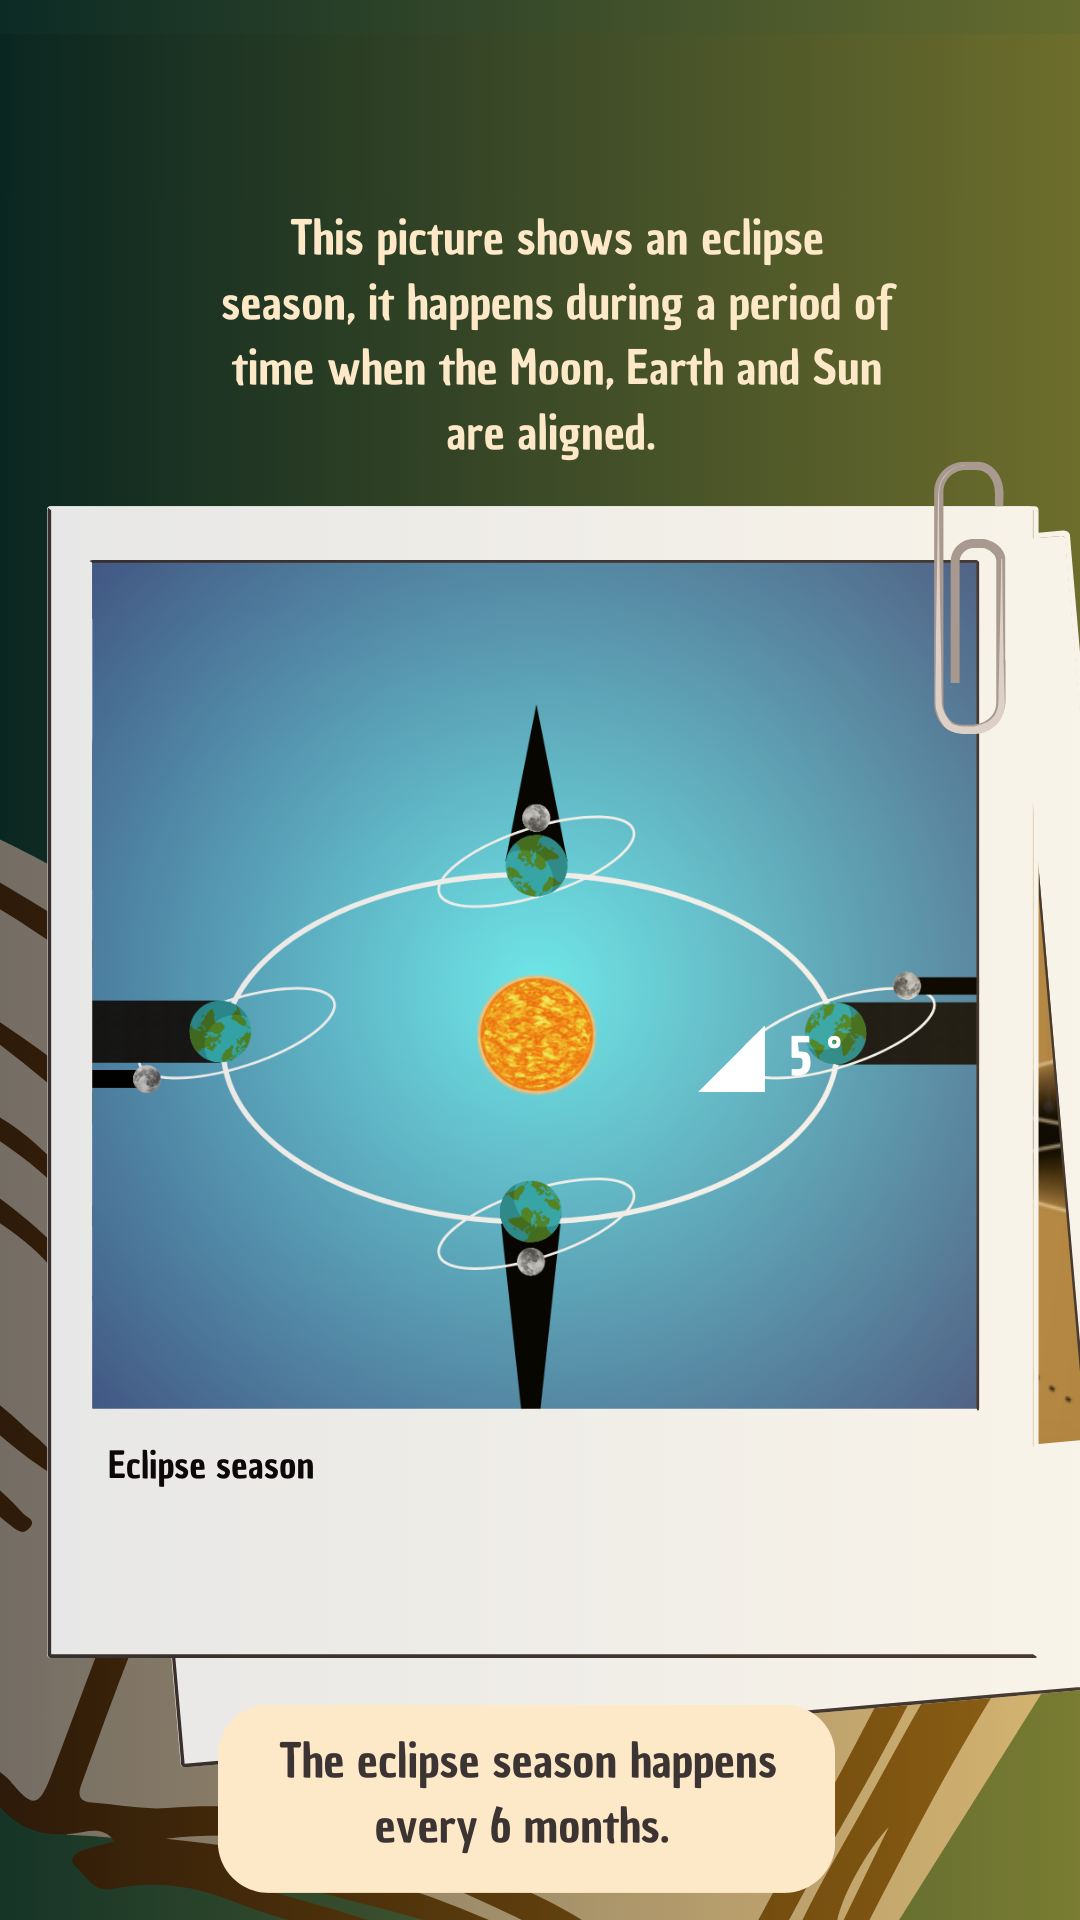 This picture shows an eclipse
season, it happens during a period of
time when the Moon, Earth and Sun
are aligned.
5 °
Eclipse season
The eclipse season happens
every 6 months.